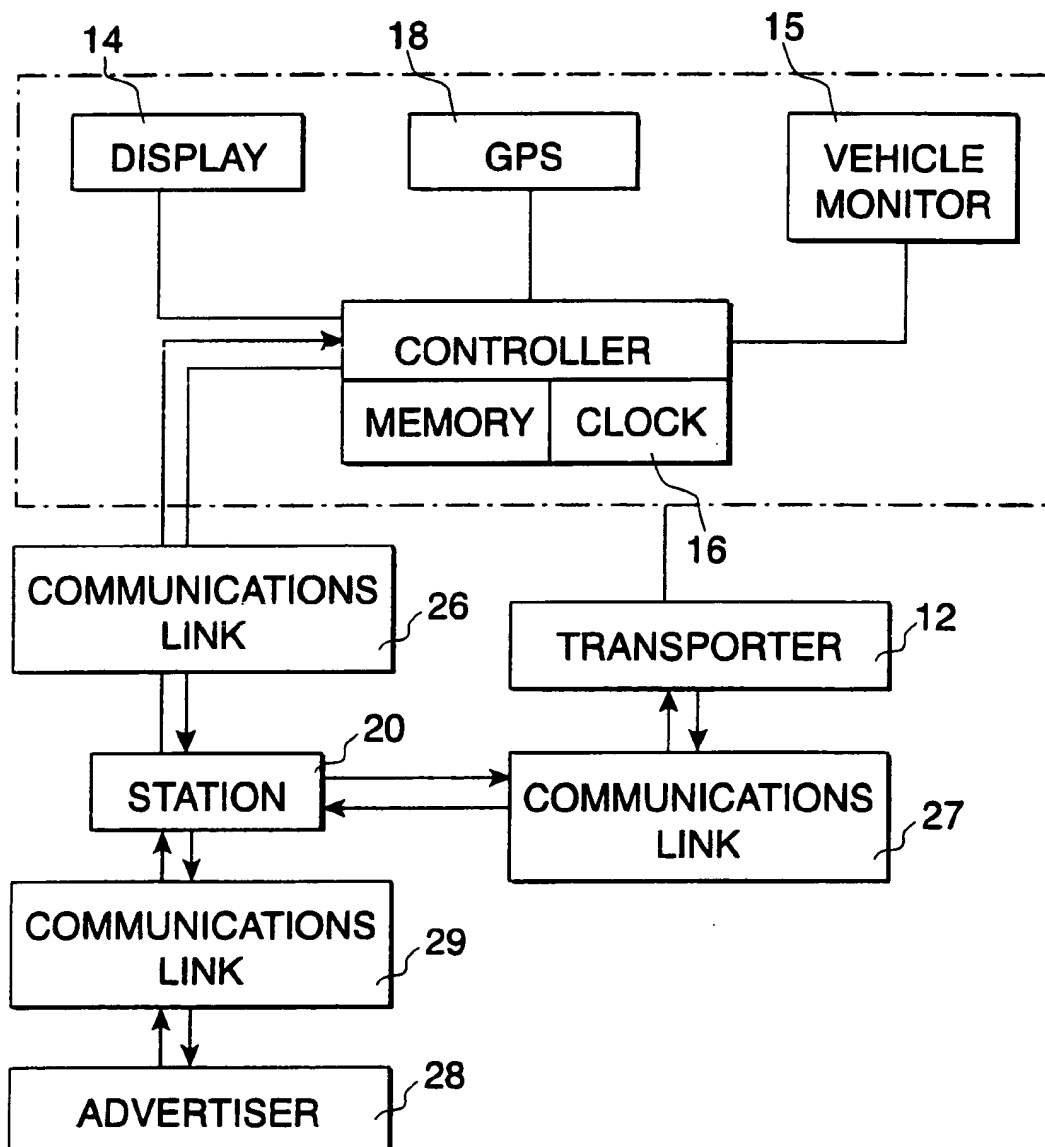 14
18
15
DISPLAY
GPS
VEHICLE
MONITOR
CONTROLLER
MEMORY
CLOCK
16
COMMUNICATIONS
LINK
26
TRANSPORTER
12
20
STATION
COMMUNICATIONS
LINK
27
COMMUNICATIONS
LINK
29
ADVERTISER
28